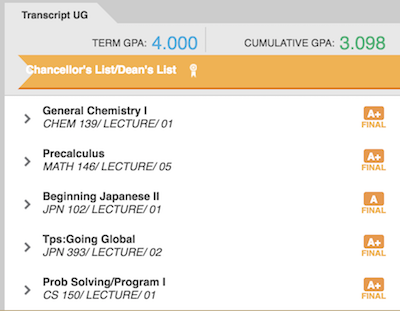 Transcript UG
TERM GPA: 4.000 CUMULATIVE GPA: 3.098
Chancellor's List/Dean's List
General Chemistry I
A+
CHEM 139/ LECTURE/ 01
FINAL
Precalculus
A+
MATH 146/ LECTURE/ 05
FINAL
Beginning Japanese II
A
JPN 102/ LECTURE/ 01
FINAL
Tps:Going Global
A+
JPN 393/ LECTURE/ 02
FINAL
Prob Solving/Program I
A+
CS 150/ LECTURE/ 01
FINAL